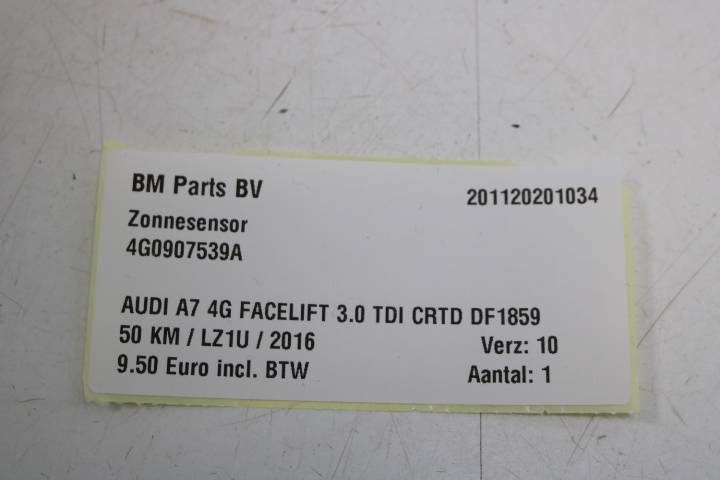 BM Parts BV 201120201034
Zonnesensor
4G0907539A
AUDI A7 4G FACELIFT 3.0 TDI CRTD DF1859
50 KM / LZ1U / 2016 Verz: 10
9.50 Euro incl. BTW Aantal: 1